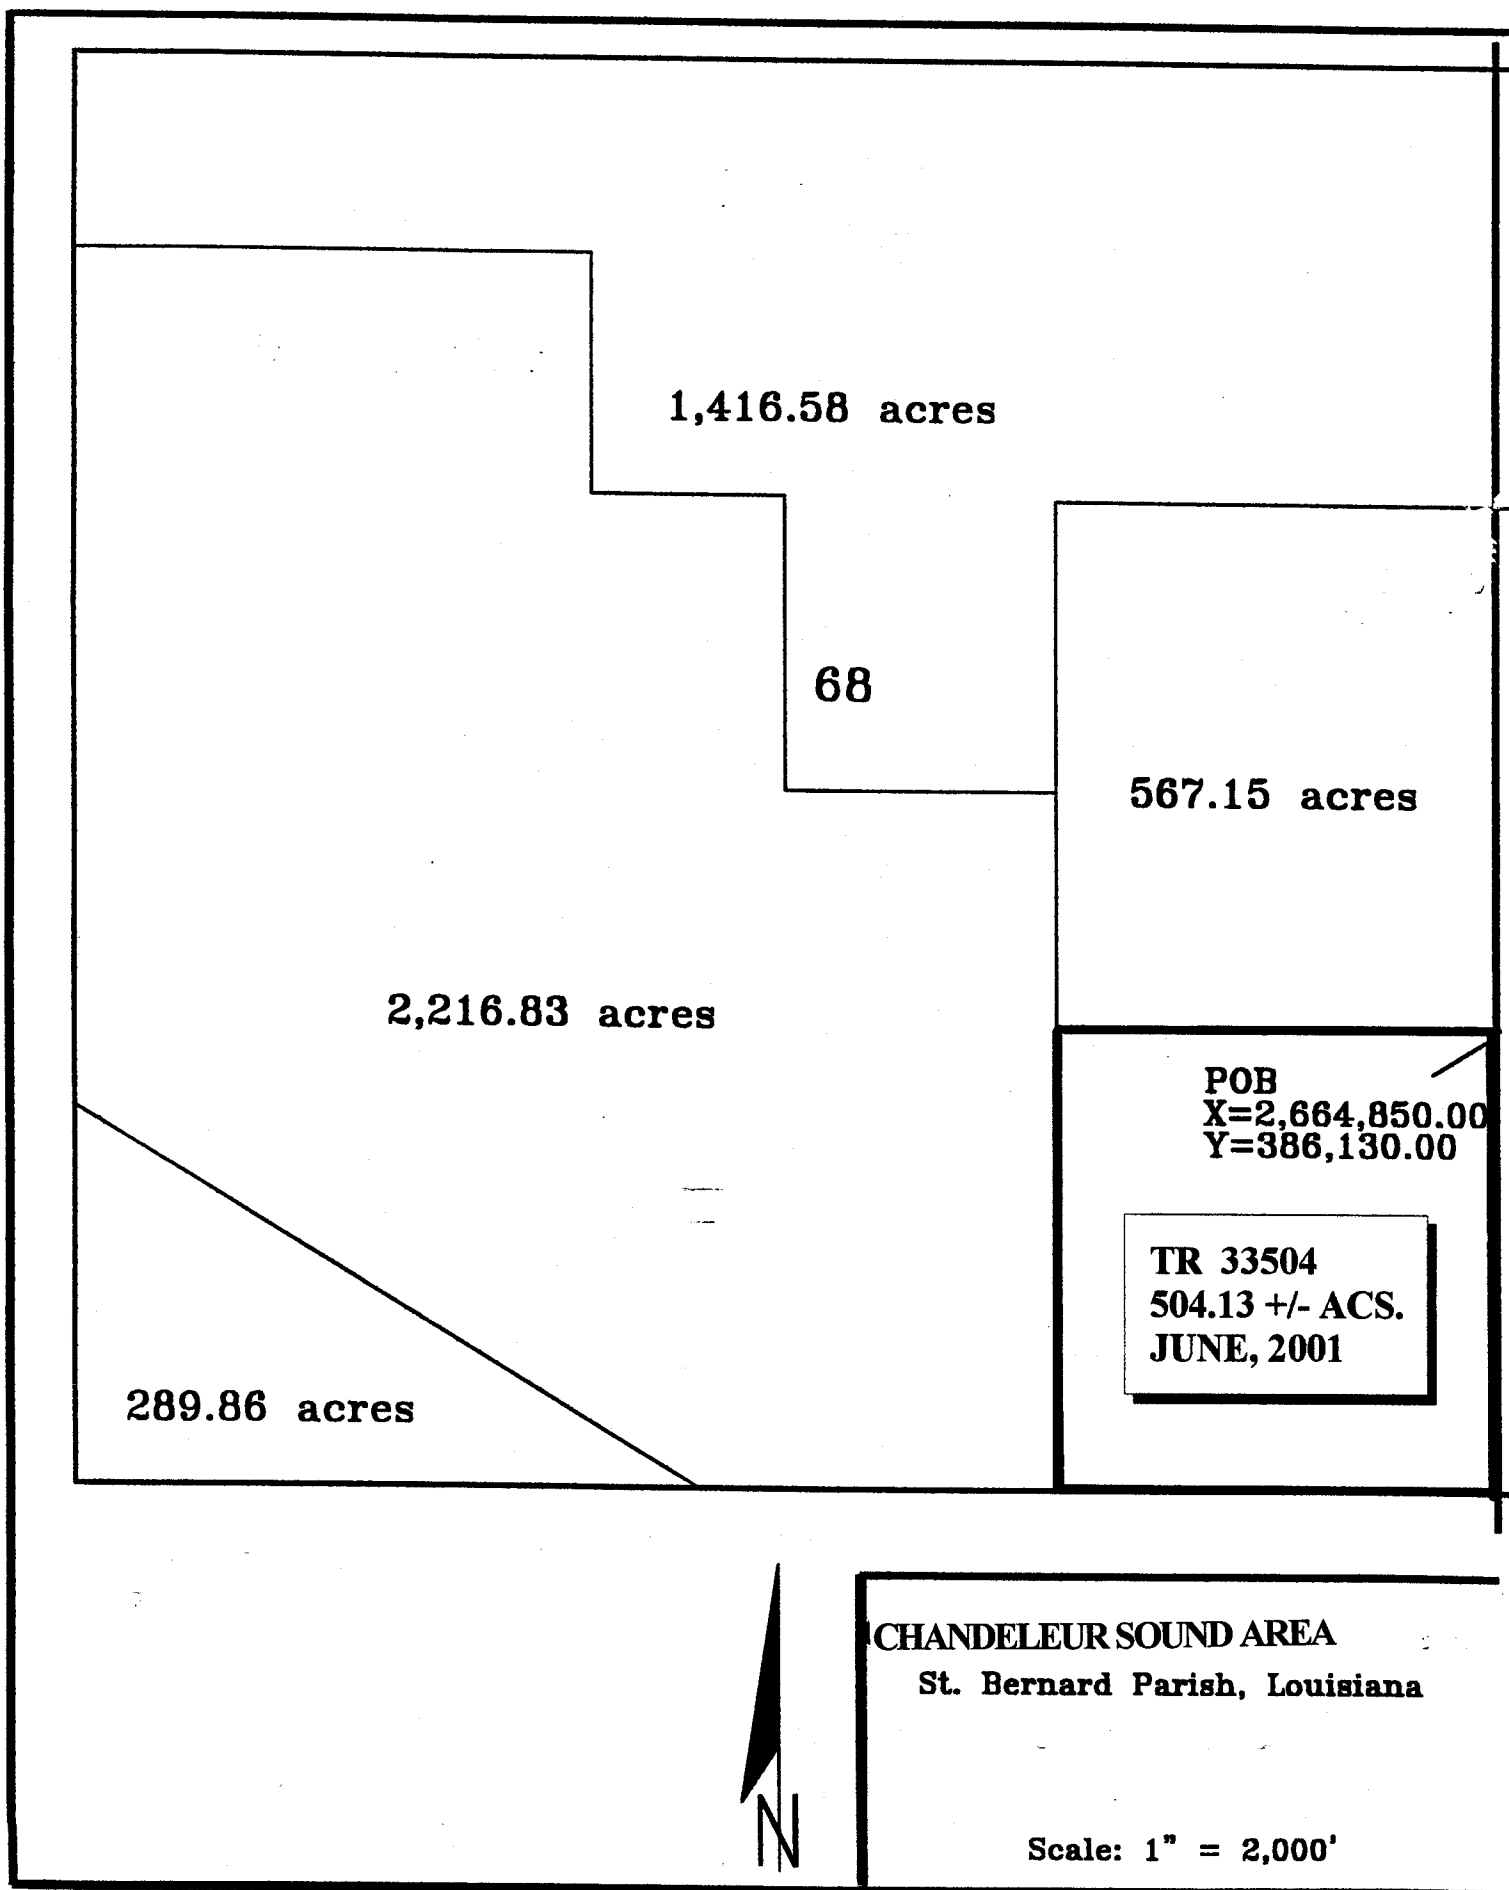 1,416.58 acres
68
567.15 acres
2,216.83 acres
POB
X=2,664,850.00
Y=386,130.00
TR 33504
504.13 +/- ACS.
JUNE, 2001
289.86 acres
CHANDELEUR SOUND AREA
St. Bernard Parish, Louisiana
N
Scale: 1" = 2,000'